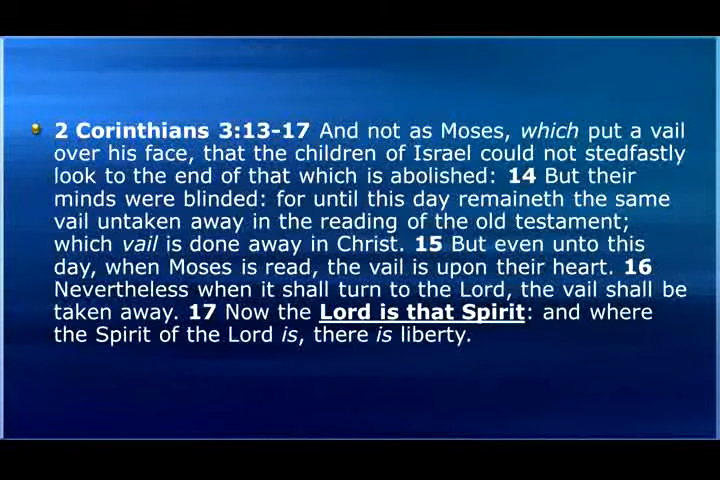 2 Corinthians 3:13-17 And not as Moses, which put a vail
over his face, that the children of Israel could not stedfastly
look to the end of that which is abolished: 14 But their
minds were blinded: for until this day remaineth the same
vail untaken away in the reading of the old testament;
which vail is done away in Christ. 15 But even unto this
day, when Moses is read, the vail is upon their heart. 16
Nevertheless when it shall turn to the Lord, the vail shall be
taken away. 17 Now the Lord is that Spirit: and where
the Spirit of the Lord is, there is liberty.